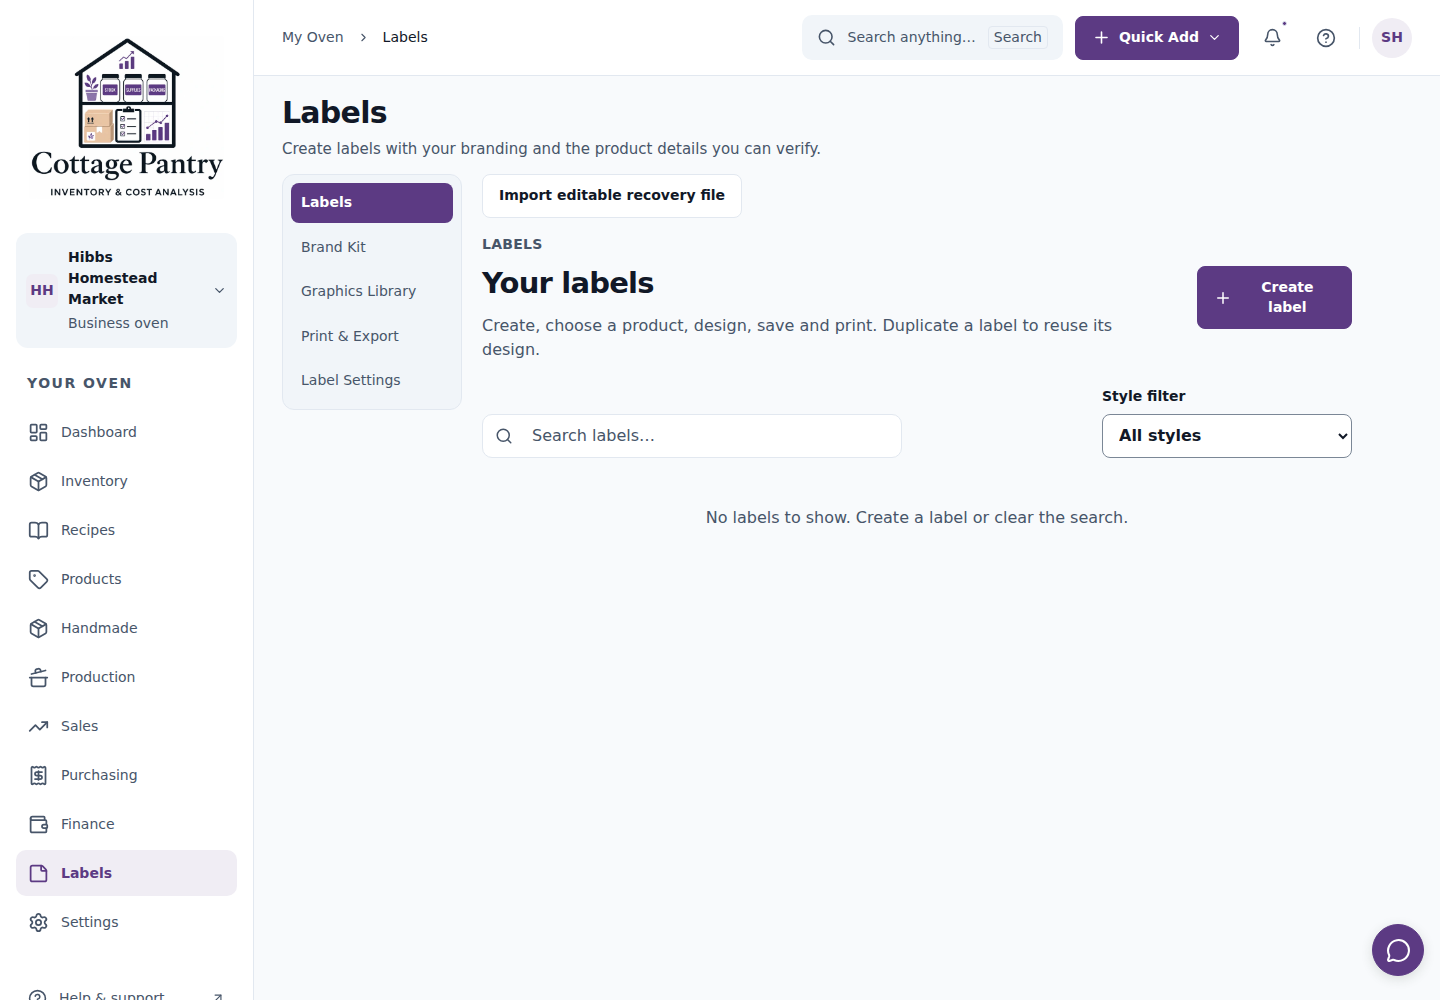 Cottage Pantry
INVENTORY & COST ANALYSIS
HH
Hibbs
Homestead
Market
Business oven
YOUR OVEN
Dashboard
Inventory
Recipes
Products
Handmade
Production
Sales
Purchasing
Finance
Labels
Settings
Help & support
My Oven
Labels
Search anything...
Search
Quick Add
SH
Labels
Create labels with your branding and the product details you can verify.
Labels
Brand Kit
Graphics Library
Print & Export
Label Settings
Import editable recovery file
LABELS
Your labels
Create, choose a product, design, save and print. Duplicate a label to reuse its
design.
Create
label
Style filter
Search labels...
All styles
No labels to show. Create a label or clear the search.